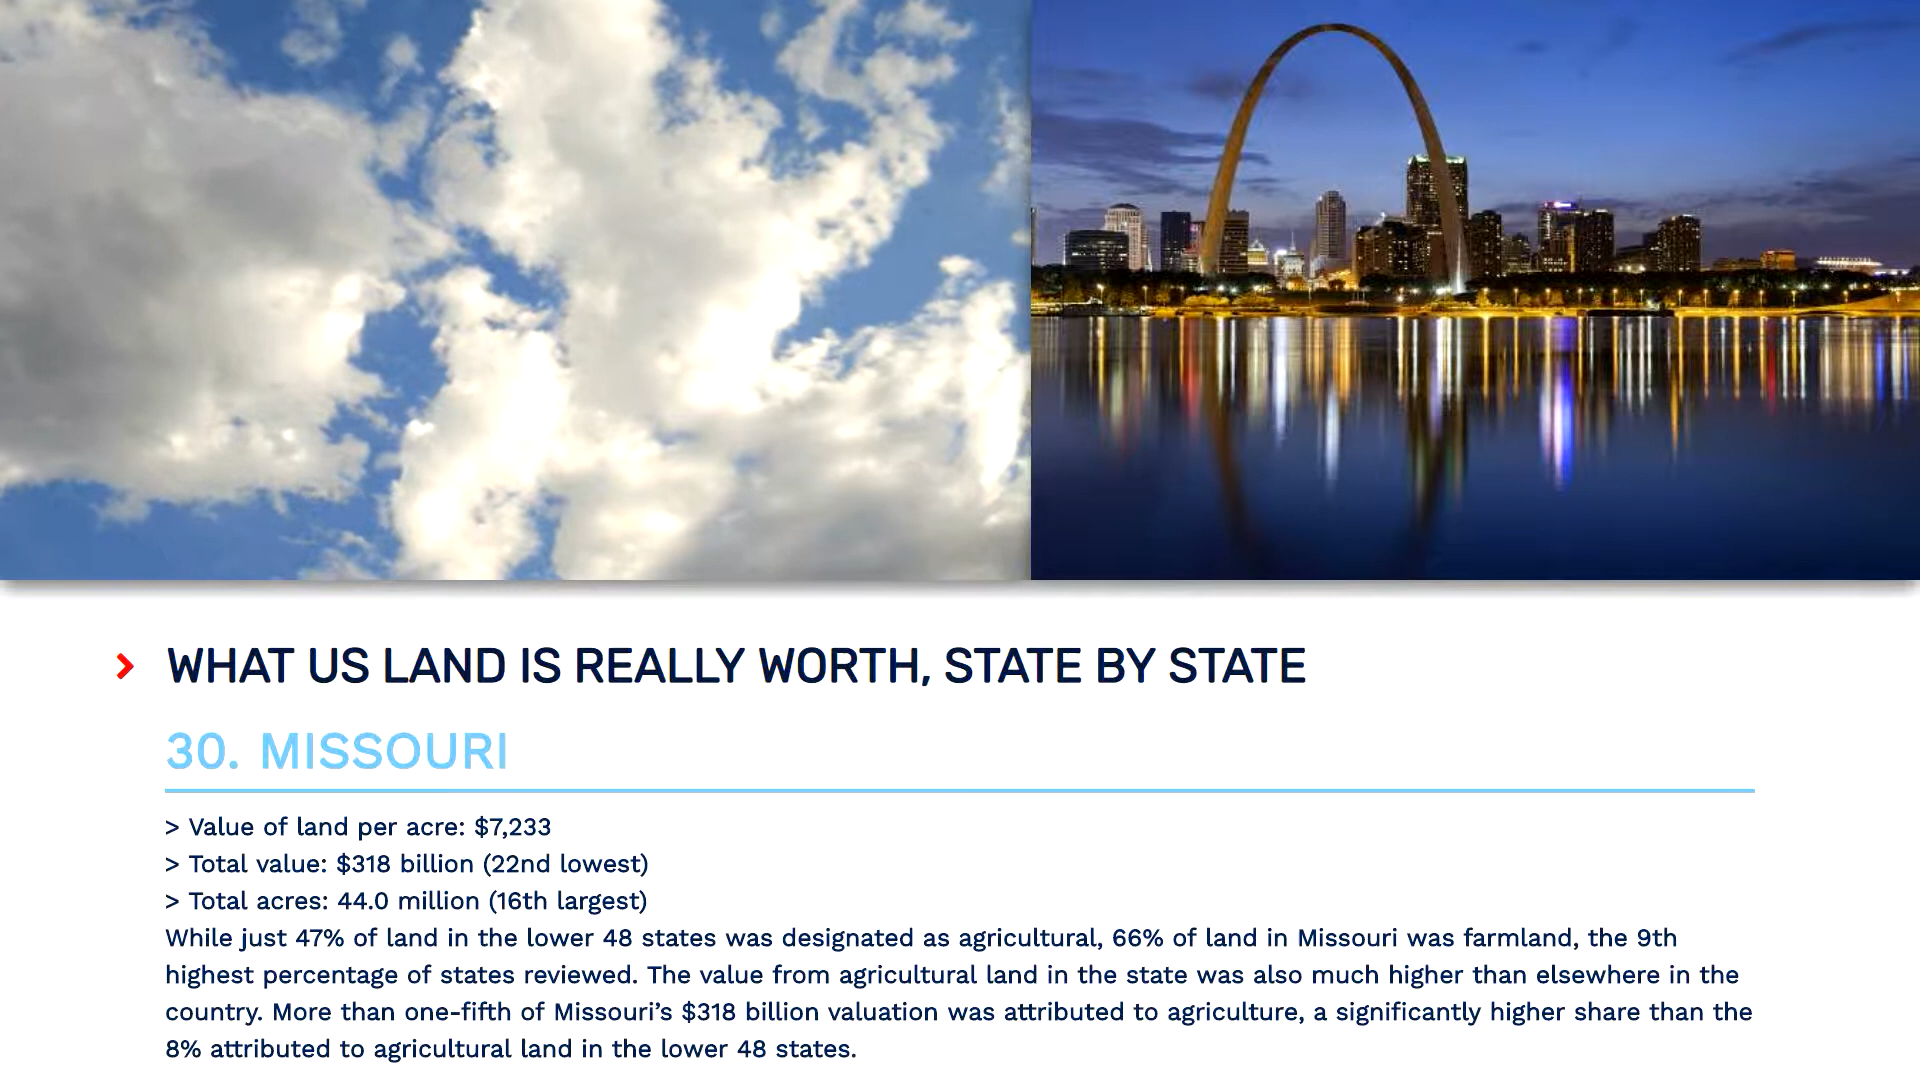 WHAT US LAND IS REALLY WORTH, STATE BY STATE
30. MISSOURI
> Value of land per acre: $7,233
> Total value: $318 billion (22nd lowest)
> Total acres: 44.0 million (16th largest)
While just 47% of land in the lower 48 states was designated as agricultural, 66% of land in Missouri was farmland, the 9th
highest percentage of states reviewed. The value from agricultural land in the state was also much higher than elsewhere in the
country. More than one-fifth of Missouri’s $318 billion valuation was attributed to agriculture, a significantly higher share than the
8% attributed to agricultural land in the lower 48 states.